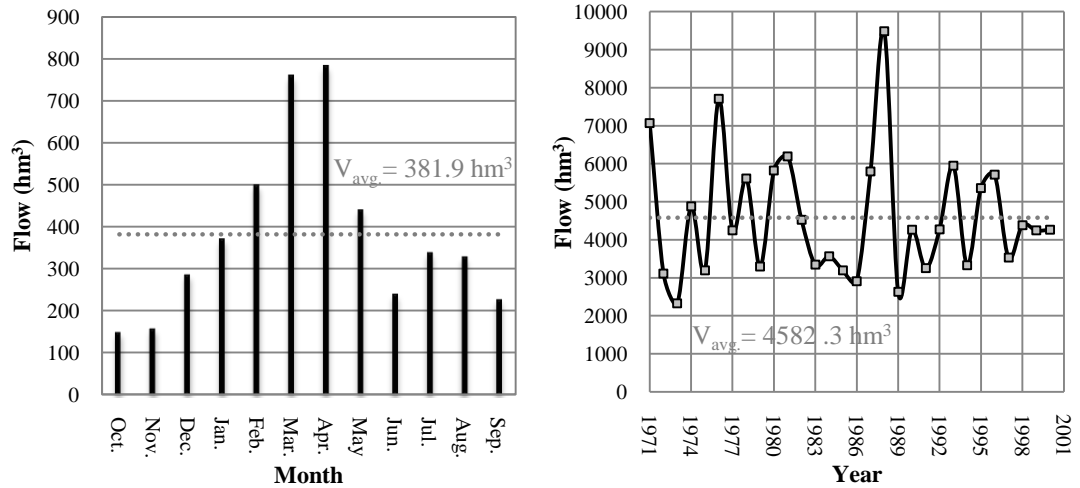 900
800
700
600
500
400
300
200
100
0
Flow (hm³)
V_avg. = 381.9 hm³
Oct.
Nov.
Dec.
Jan.
Feb.
Mar.
Apr.
May
Jun.
Jul.
Aug.
Sep.
Month
10000
9000
8000
7000
6000
5000
4000
3000
2000
1000
0
Flow (hm³)
V_avg. = 4582 .3 hm³
1971
1974
1977
1980
1983
1986
1989
1992
1995
1998
2001
Year